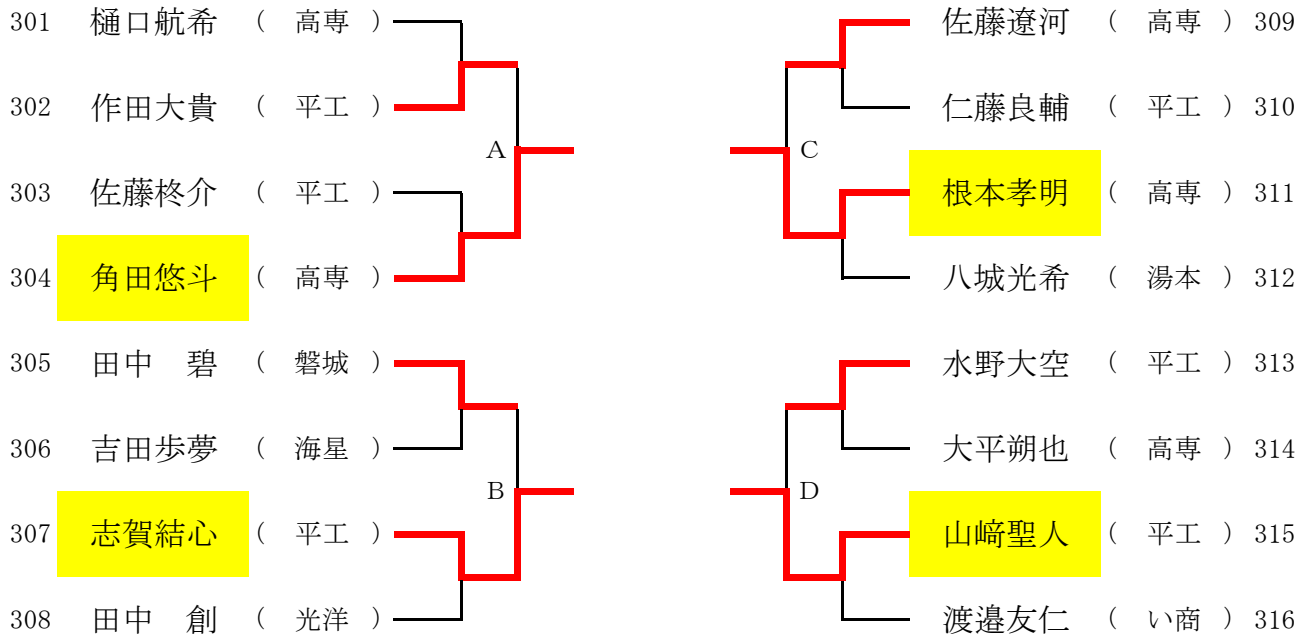 301 樋口航希 （ 高専 ） 佐藤遼河 （ 高専 ） 309
302 作田大貴 （ 平工 ） 仁藤良輔 （ 平工 ） 310
A C
303 佐藤柊介 （ 平工 ） 根本孝明 （ 高専 ） 311
304 角田悠斗 （ 高専 ） 八城光希 （ 湯本 ） 312
305 田中　碧 （ 磐城 ） 水野大空 （ 平工 ） 313
306 吉田歩夢 （ 海星 ） 大平朔也 （ 高専 ） 314
B D
307 志賀結心 （ 平工 ） 山﨑聖人 （ 平工 ） 315
308 田中　創 （ 光洋 ） 渡邉友仁 （ い商 ） 316